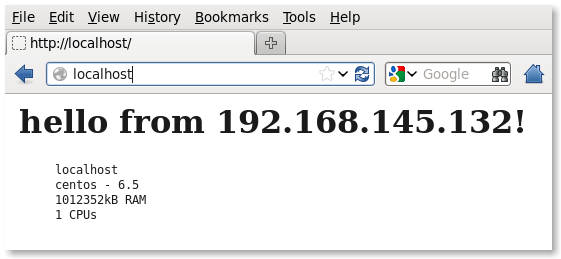 File Edit View History Bookmarks Tools Help
http://localhost/
localhost Google
hello from 192.168.145.132!
localhost
centos - 6.5
1012352kB RAM
1 CPUs